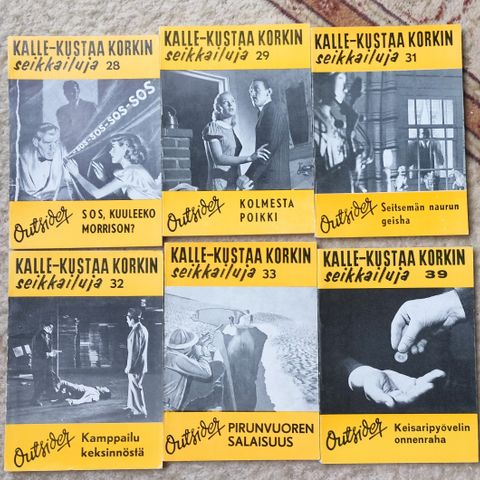 KALLE-KUSTAA KORKIN
seikkailuja 28
SOS-SOS-SOS-SOS
Outsider
SOS, KUULEEKO
MORRISON?
KALLE-KUSTAA KORKIN
seikkailuja 29
Outsider
KOLMESTA
POIKKI
KALLE-KUSTAA KORKIN
seikkailuja 31
Outsider
Seitsemän naurun
geisha
KALLE-KUSTAA KORKIN
seikkailuja 32
Outsider
Kamppailu
keksinnöstä
KALLE-KUSTAA KORKIN
seikkailuja 33
Outsider
PIRUNVUOREN
SALAISUUS
KALLE-KUSTAA KORKIN
seikkailuja 39
Outsider
Keisaripyövelin
onnenraha